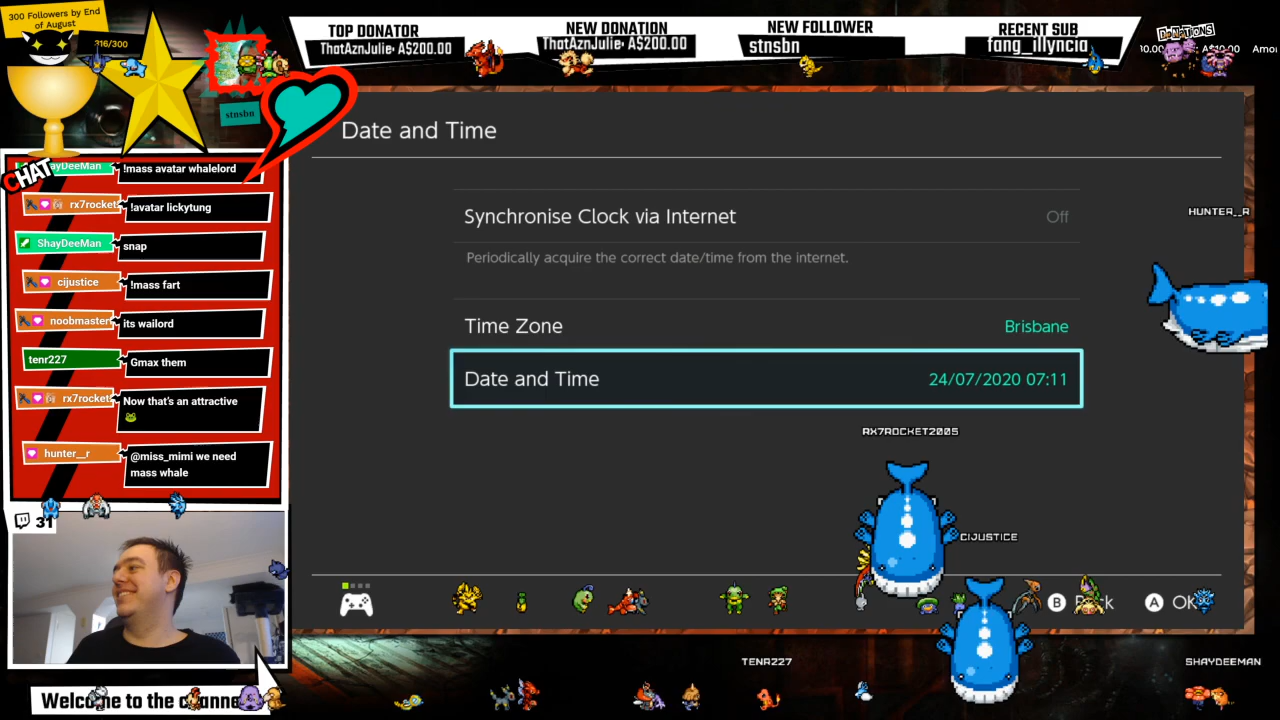 300 Followers by End
of August
316/300
stnsbn
TOP DONATOR
ThatAznJulie: A$200.00
NEW DONATION
ThatAznJulie: A$200.00
NEW FOLLOWER
stnsbn
RECENT SUB
fang_illyncia
DONATIONS
CHAT
!mass avatar whalelord
rx7rocket
!avatar lickytung
ShayDeeMan
snap
cijustice
!mass fart
noobmaster
its wailord
tenr227
Gmax them
rx7rocket
Now that's an attractive
hunter__r
@miss_mimi we need
mass whale
31
Date and Time
Synchronise Clock via Internet
Off
Periodically acquire the correct date/time from the internet.
Time Zone
Brisbane
Date and Time
24/07/2020 07:11
HUNTER__R
RX7ROCKET2005
CIJUSTICE
B
A OK
TENR227
SHAYDEEMAN
Welcome to the channe